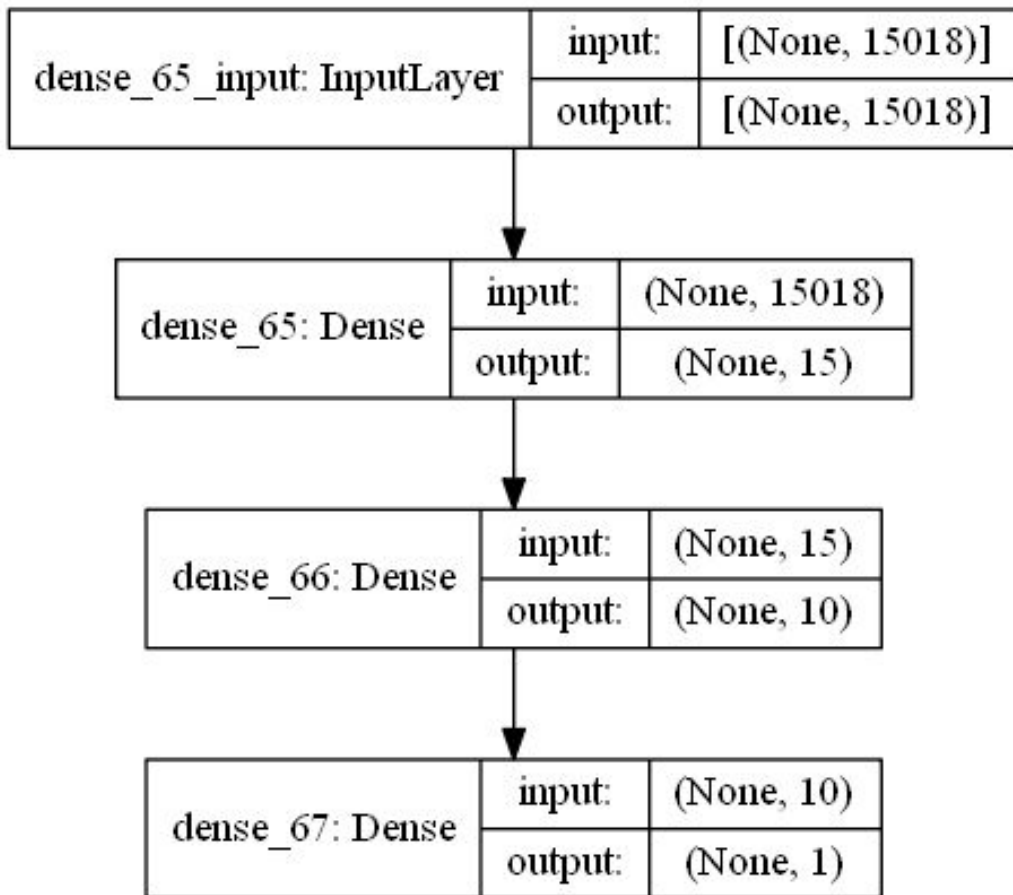 dense_65_input: InputLayer
input: [(None, 15018)]
output: [(None, 15018)]
dense_65: Dense
input: (None, 15018)
output: (None, 15)
dense_66: Dense
input: (None, 15)
output: (None, 10)
dense_67: Dense
input: (None, 10)
output: (None, 1)